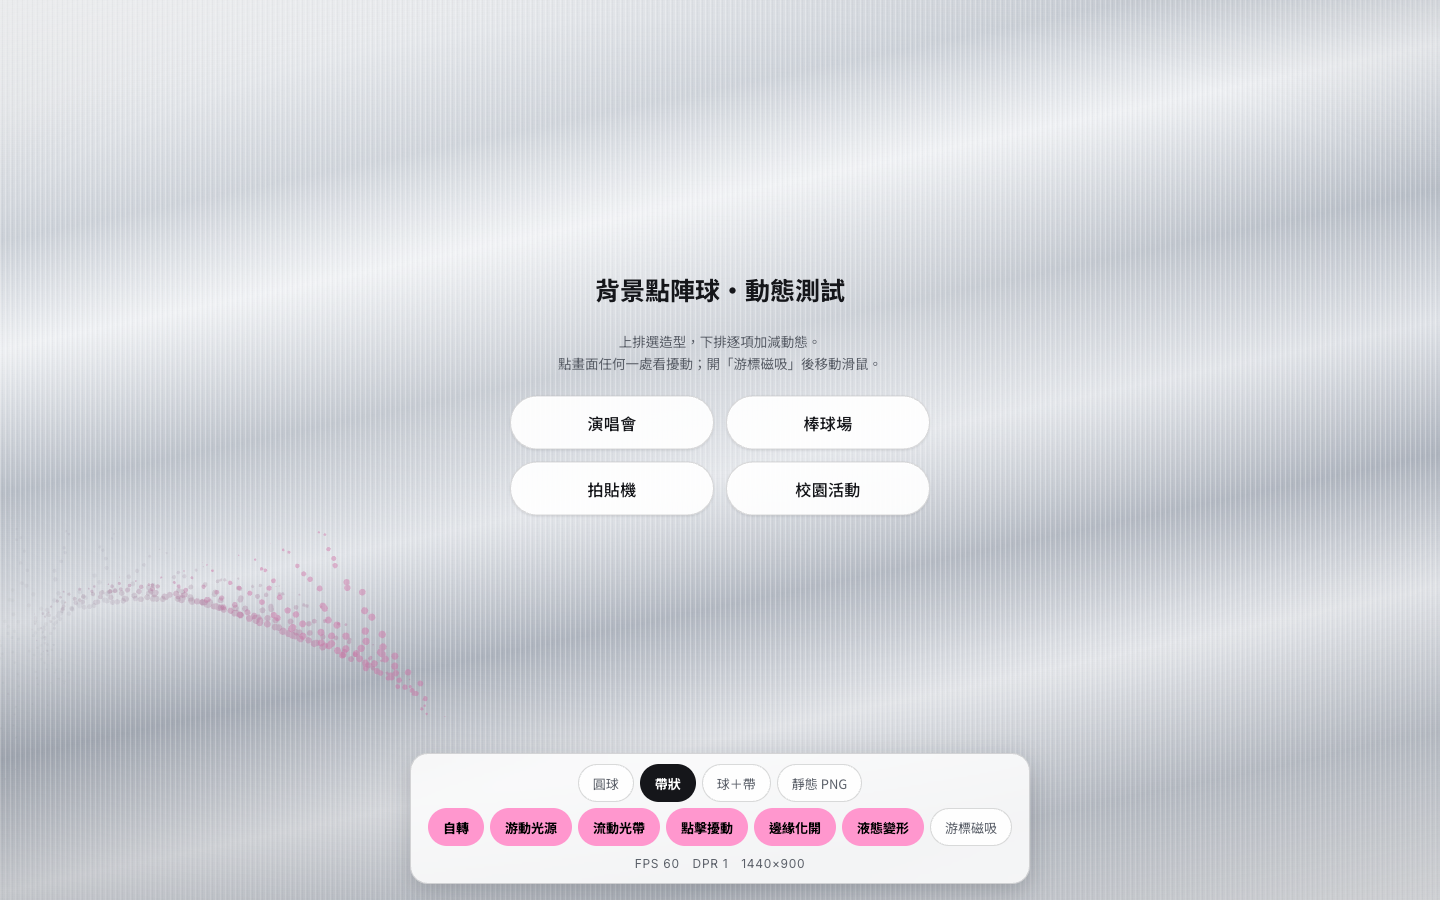 背景點陣球・動態測試
上排選造型，下排逐項加減動態。
點畫面任何一處看擾動；開「游標磁吸」後移動滑鼠。
演唱會 棒球場
拍貼機 校園活動
圓球 帶狀 球＋帶 靜態 PNG
自轉 游動光源 流動光帶 點擊擾動 邊緣化開 液態變形 游標磁吸
FPS 60 DPR 1 1440×900